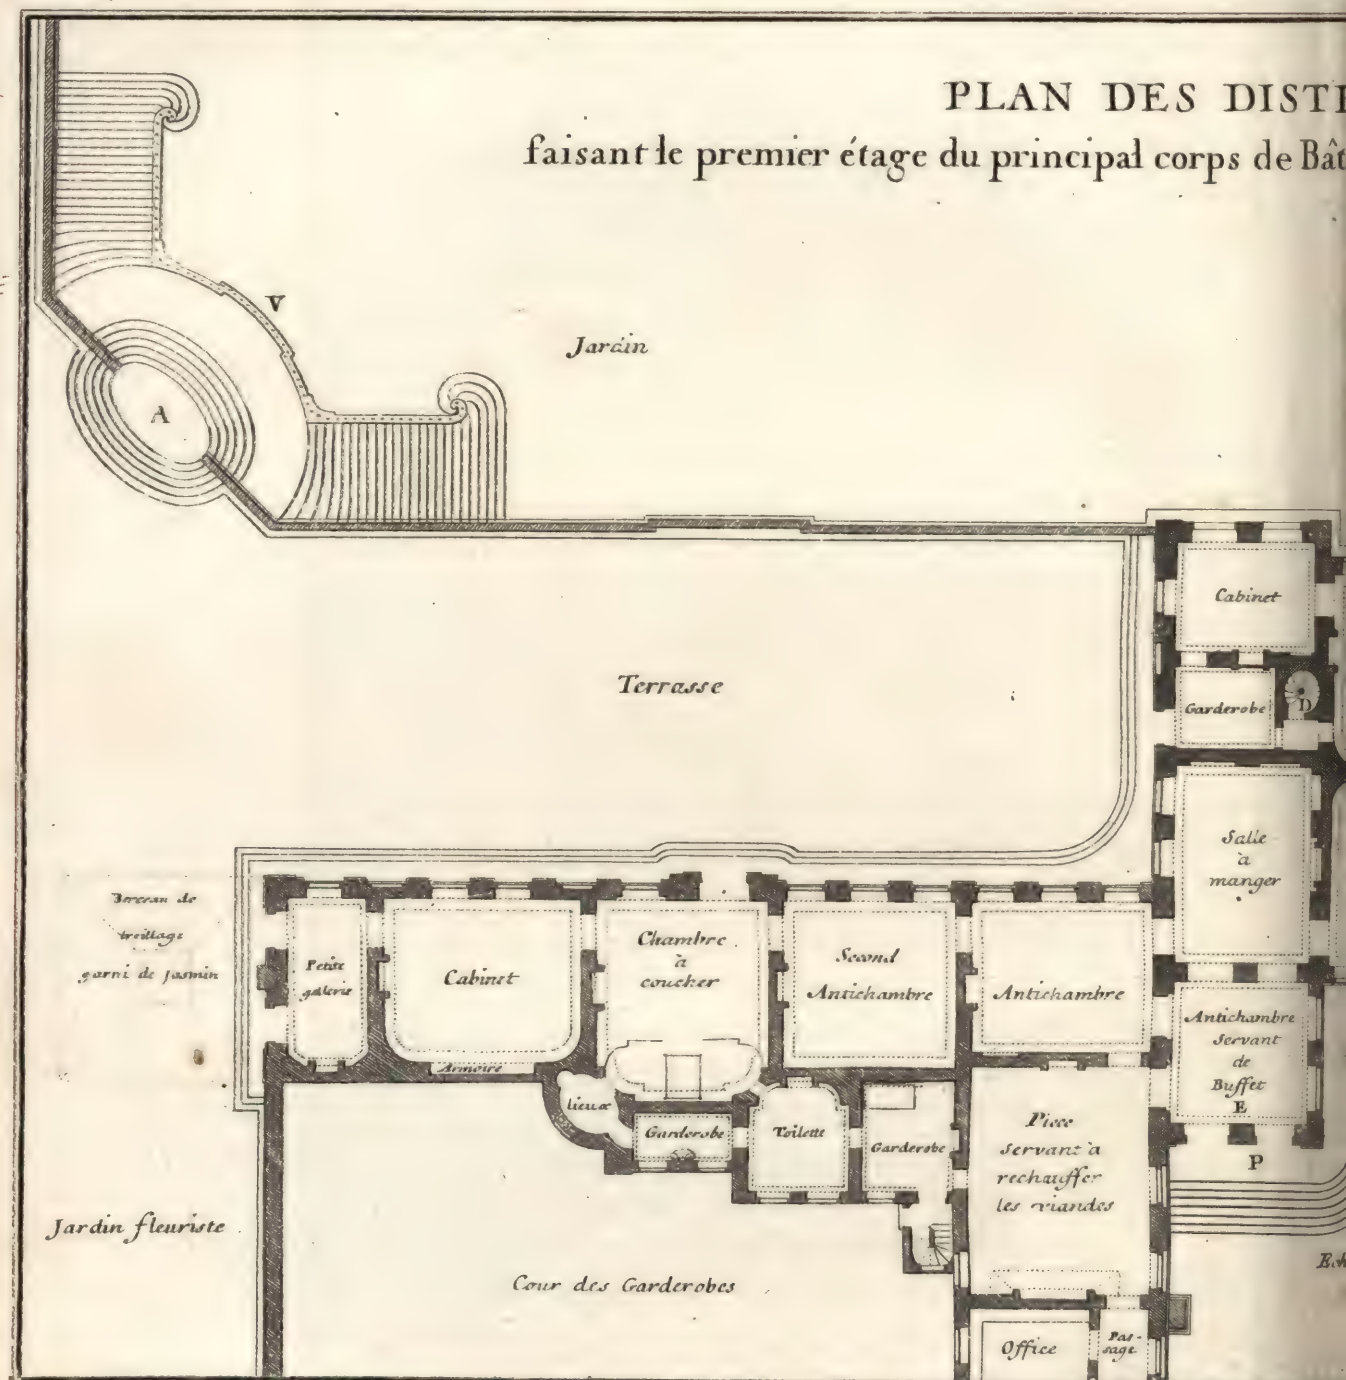 PLAN DES DIST
faisant le premier étage du principal corps de Bât
V
Jardin
A
Cabinet
Terrasse
Garderobe
D
Salle
à
manger
Berceau de
treillage
garni de Jasmin
Petite
gallerie
Cabinet
Chambre
à
coucher
Second
Antichambre
Antichambre
Antichambre
Servant
de
Buffet
E
Armoire
lieux
Garderobe
Toilette
Garderobe
Piece
servant à
rechauffer
les viandes
P
Jardin fleuriste
Cour des Garderobes
Ech
Office
Pas-
sage